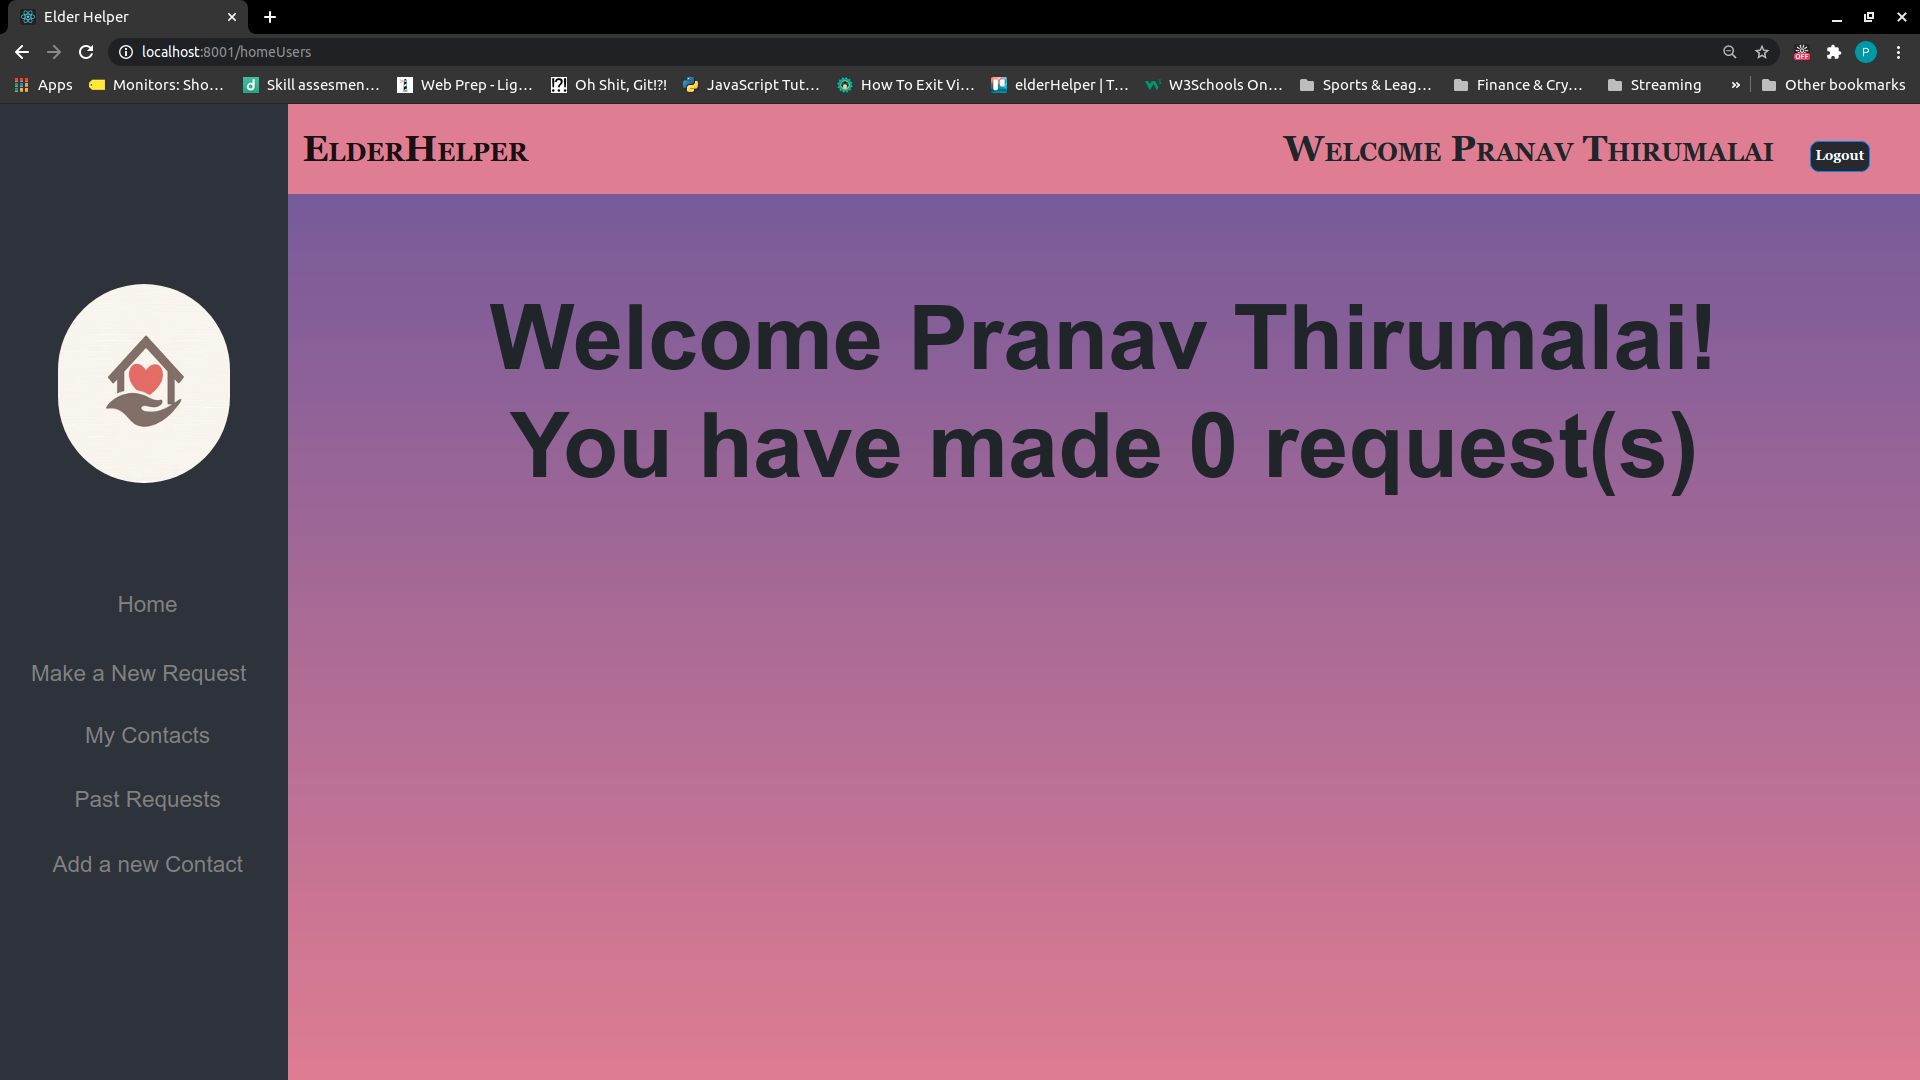 Elder Helper
localhost:8001/homeUsers
OFF
P
Apps
Monitors: Sho...
Skill assesmen...
Web Prep - Lig...
Oh Shit, Git!?!
JavaScript Tut...
How To Exit Vi...
elderHelper | T...
W3Schools On...
Sports & Leag...
Finance & Cry...
Streaming
»
Other bookmarks
ElderHelper
Welcome Pranav Thirumalai
Logout
Welcome Pranav Thirumalai!
You have made 0 request(s)
Home
Make a New Request
My Contacts
Past Requests
Add a new Contact